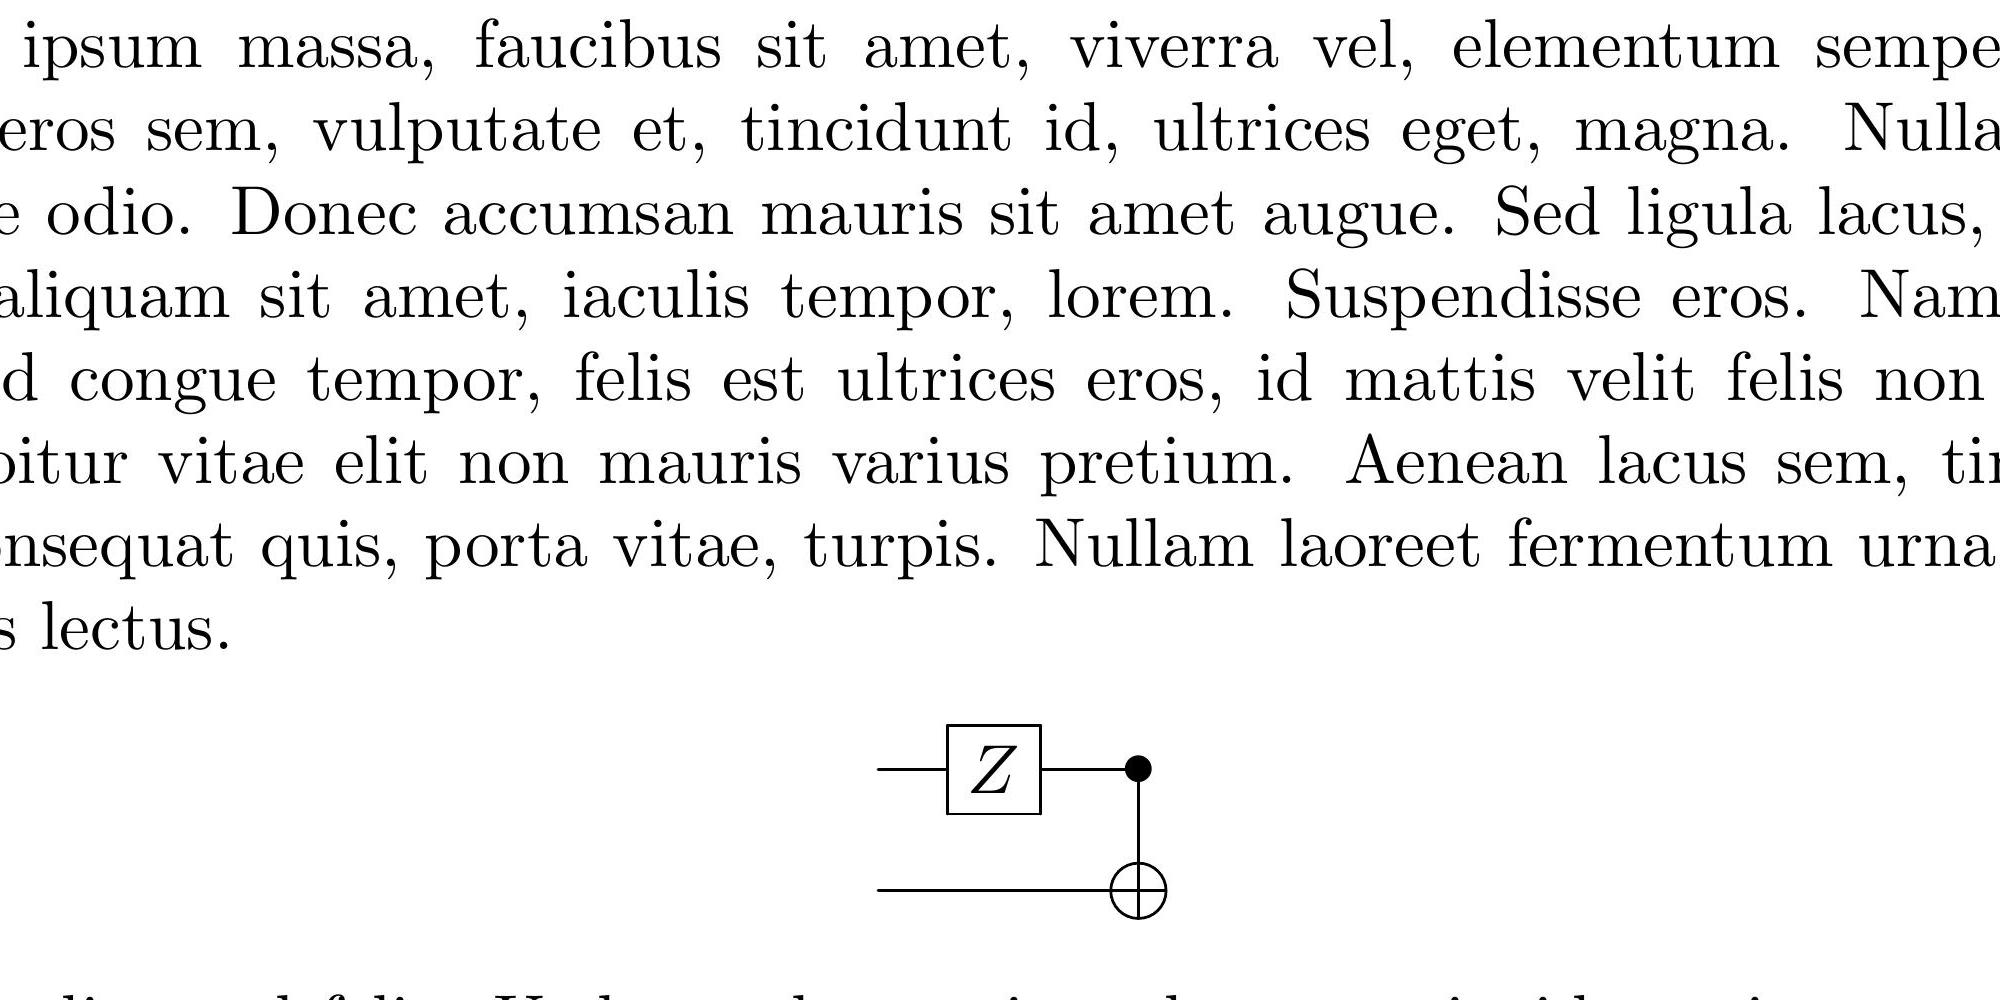 ipsum massa, faucibus sit amet, viverra vel, elementum sempe
eros sem, vulputate et, tincidunt id, ultrices eget, magna. Nulla
e odio. Donec accumsan mauris sit amet augue. Sed ligula lacus,
aliquam sit amet, iaculis tempor, lorem. Suspendisse eros. Nam
d congue tempor, felis est ultrices eros, id mattis velit felis non
bitur vitae elit non mauris varius pretium. Aenean lacus sem, tin
onsequat quis, porta vitae, turpis. Nullam laoreet fermentum urna
s lectus.
Z